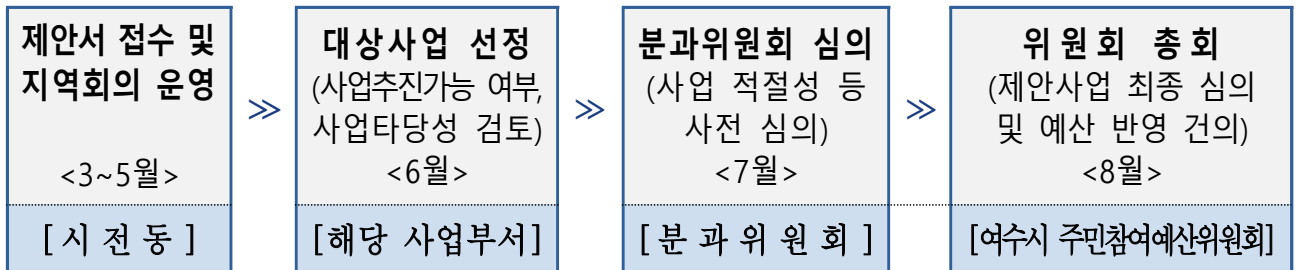 제안서 접수 및
지역회의 운영
<3~5월>
[시전동]
≫
대상사업 선정
(사업추진가능 여부,
사업타당성 검토)
<6월>
[해당 사업부서]
≫
분과위원회 심의
(사업 적절성 등
사전 심의)
<7월>
[분과위원회]
≫
위원회 총회
(제안사업 최종 심의
및 예산 반영 건의)
<8월>
[여수시 주민참여예산위원회]